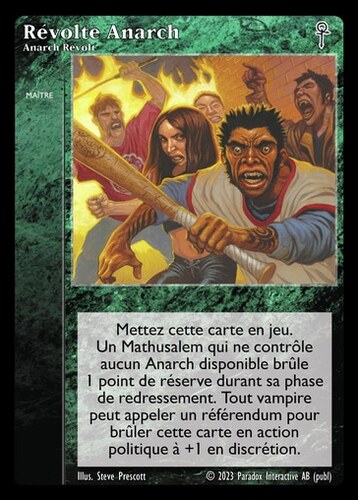 Révolte Anarch
Anarch Revolt
MAÎTRE
Mettez cette carte en jeu.
Un Mathusalem qui ne contrôle
aucun Anarch disponible brûle
1 point de réserve durant sa phase
de redressement. Tout vampire
peut appeler un référendum pour
brûler cette carte en action
politique à +1 en discrétion.
Illus. Steve Prescott © 2023 Paradox Interactive AB (publ)